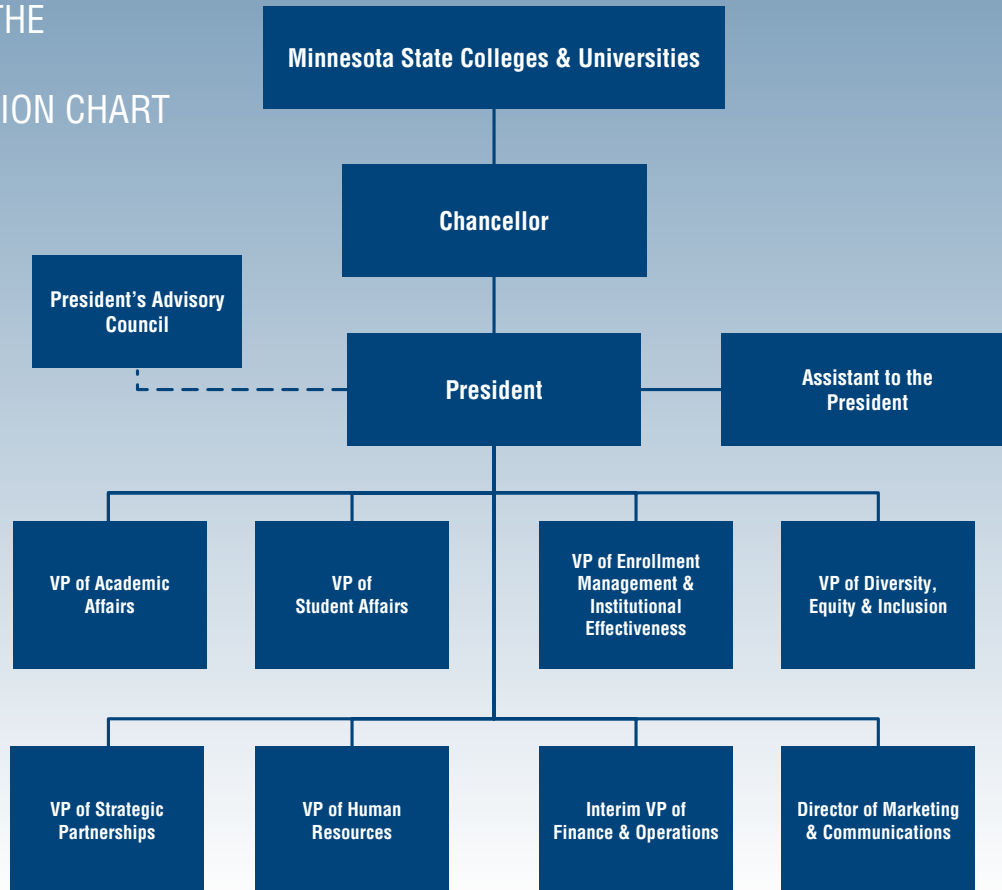 THE
ION CHART
Minnesota State Colleges & Universities
Chancellor
President's Advisory
Council
President
Assistant to the
President
VP of Academic
Affairs
VP of
Student Affairs
VP of Enrollment
Management &
Institutional
Effectiveness
VP of Diversity,
Equity & Inclusion
VP of Strategic
Partnerships
VP of Human
Resources
Interim VP of
Finance & Operations
Director of Marketing
& Communications